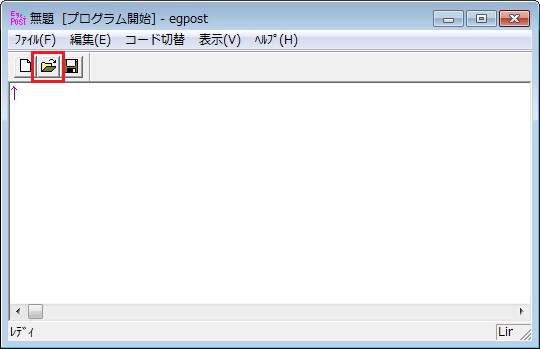 Eg POST 無題 [プログラム開始] - egpost
ﾌｧｲﾙ(F) 編集(E) コード切替 表示(V) ﾍﾙﾌﾟ(H)
↑
ﾚﾃﾞｨ Lir